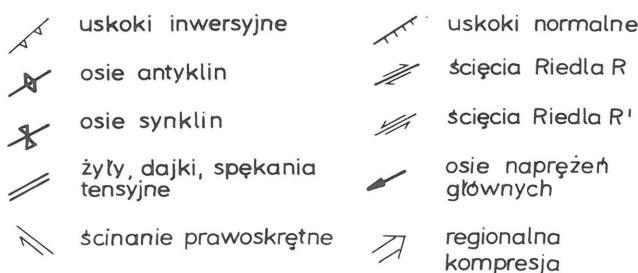 uskoki inwersyjne
osie antyklin
osie synklin
żyły, dajki, spękania
tensyjne
ścinanie prawoskrętne
uskoki normalne
ścięcia Riedla R
ścięcia Riedla R'
osie naprężeń
głównych
regionalna
kompresja